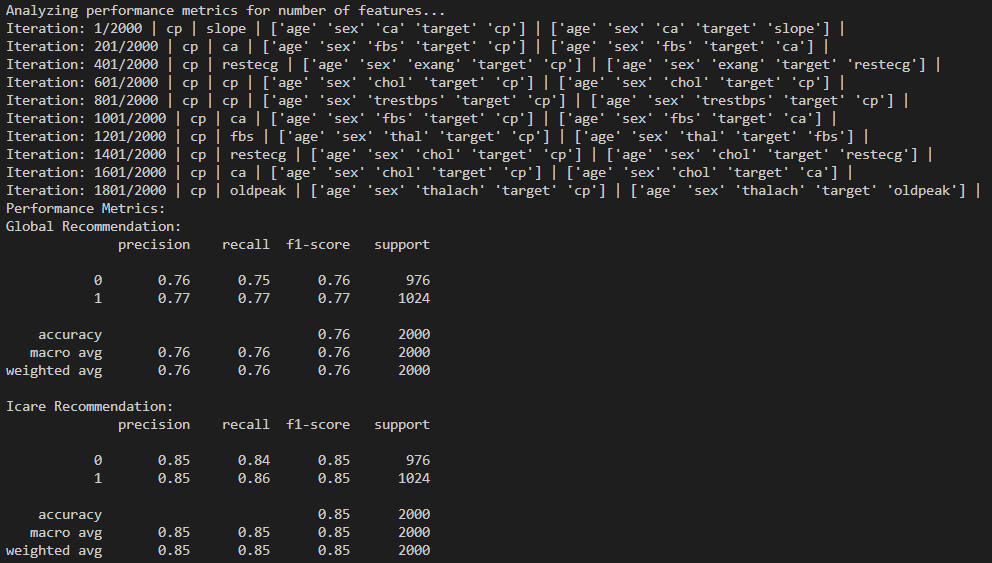 Analyzing performance metrics for number of features...
Iteration: 1/2000 | cp | slope | ['age' 'sex' 'ca' 'target' 'cp'] | ['age' 'sex' 'ca' 'target' 'slope'] |
Iteration: 201/2000 | cp | ca | ['age' 'sex' 'fbs' 'target' 'cp'] | ['age' 'sex' 'fbs' 'target' 'ca'] |
Iteration: 401/2000 | cp | restecg | ['age' 'sex' 'exang' 'target' 'cp'] | ['age' 'sex' 'exang' 'target' 'restecg'] |
Iteration: 601/2000 | cp | cp | ['age' 'sex' 'chol' 'target' 'cp'] | ['age' 'sex' 'chol' 'target' 'cp'] |
Iteration: 801/2000 | cp | cp | ['age' 'sex' 'trestbps' 'target' 'cp'] | ['age' 'sex' 'trestbps' 'target' 'cp'] |
Iteration: 1001/2000 | cp | ca | ['age' 'sex' 'fbs' 'target' 'cp'] | ['age' 'sex' 'fbs' 'target' 'ca'] |
Iteration: 1201/2000 | cp | fbs | ['age' 'sex' 'thal' 'target' 'cp'] | ['age' 'sex' 'thal' 'target' 'fbs'] |
Iteration: 1401/2000 | cp | restecg | ['age' 'sex' 'chol' 'target' 'cp'] | ['age' 'sex' 'chol' 'target' 'restecg'] |
Iteration: 1601/2000 | cp | ca | ['age' 'sex' 'chol' 'target' 'cp'] | ['age' 'sex' 'chol' 'target' 'ca'] |
Iteration: 1801/2000 | cp | oldpeak | ['age' 'sex' 'thalach' 'target' 'cp'] | ['age' 'sex' 'thalach' 'target' 'oldpeak'] |
Performance Metrics:
Global Recommendation:
              precision    recall  f1-score   support

           0       0.76      0.75      0.76       976
           1       0.77      0.77      0.77      1024

    accuracy                           0.76      2000
   macro avg       0.76      0.76      0.76      2000
weighted avg       0.76      0.76      0.76      2000

Icare Recommendation:
              precision    recall  f1-score   support

           0       0.85      0.84      0.85       976
           1       0.85      0.86      0.85      1024

    accuracy                           0.85      2000
   macro avg       0.85      0.85      0.85      2000
weighted avg       0.85      0.85      0.85      2000